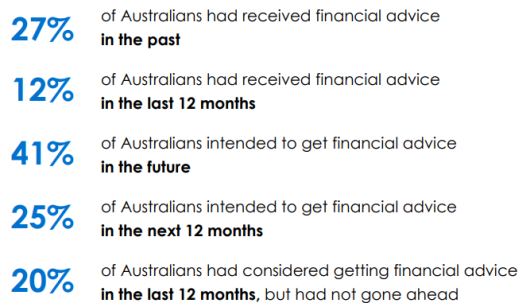 27% of Australians had received financial advice
in the past
12% of Australians had received financial advice
in the last 12 months
41% of Australians intended to get financial advice
in the future
25% of Australians intended to get financial advice
in the next 12 months
20% of Australians had considered getting financial advice
in the last 12 months, but had not gone ahead